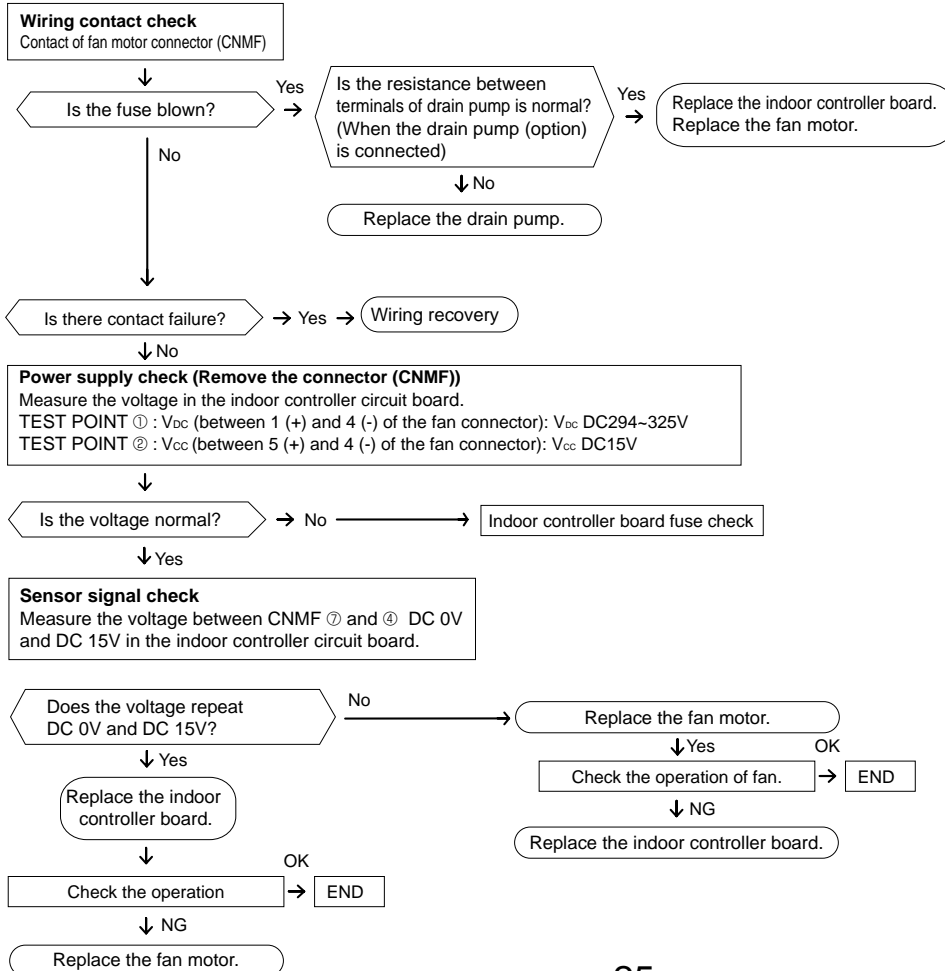 Wiring contact check
Contact of fan motor connector (CNMF)
Is the fuse blown?
Yes
Is the resistance between
terminals of drain pump is normal?
(When the drain pump (option)
is connected)
Yes
Replace the indoor controller board.
Replace the fan motor.
No
No
Replace the drain pump.
Is there contact failure?
Yes
Wiring recovery
No
Power supply check (Remove the connector (CNMF))
Measure the voltage in the indoor controller circuit board.
TEST POINT ① : VDC (between 1 (+) and 4 (-) of the fan connector): VDC DC294~325V
TEST POINT ② : VCC (between 5 (+) and 4 (-) of the fan connector): VCC DC15V
Is the voltage normal?
No
Indoor controller board fuse check
Yes
Sensor signal check
Measure the voltage between CNMF ⑦ and ④ DC 0V
and DC 15V in the indoor controller circuit board.
Does the voltage repeat
DC 0V and DC 15V?
No
Replace the fan motor.
Yes
Yes
OK
Check the operation of fan.
END
Replace the indoor
controller board.
NG
Replace the indoor controller board.
OK
Check the operation
END
NG
Replace the fan motor.